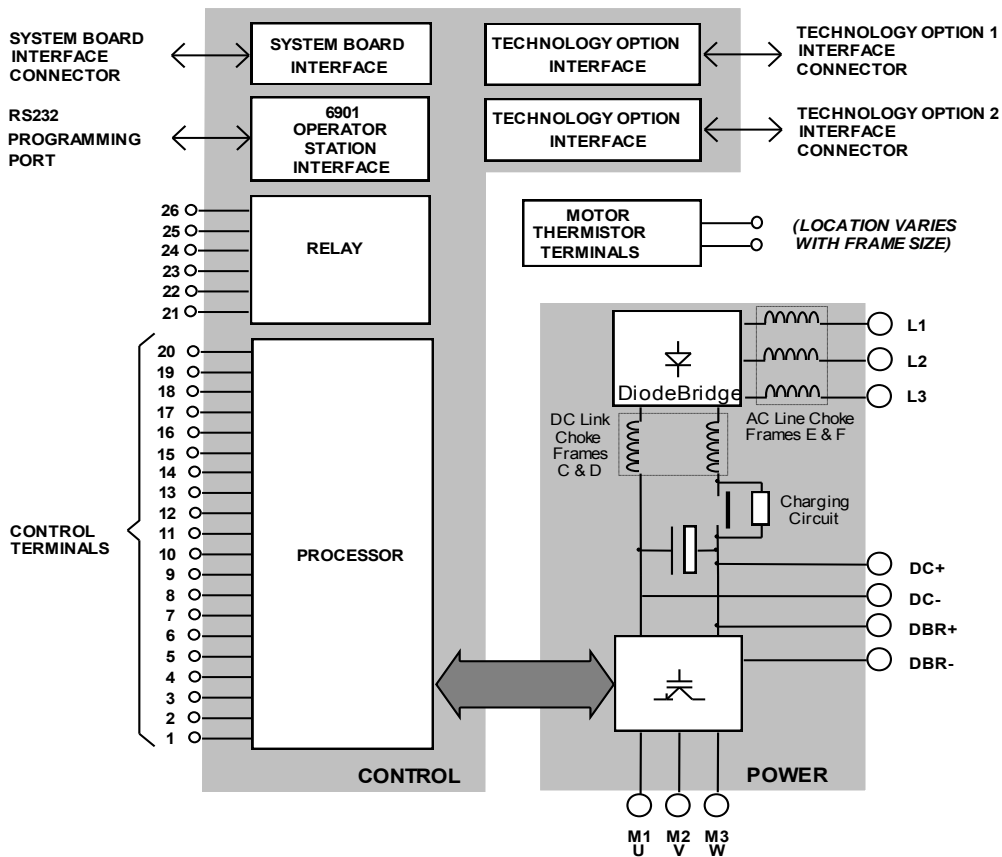 SYSTEM BOARD
INTERFACE
CONNECTOR
SYSTEM BOARD
INTERFACE
TECHNOLOGY OPTION
INTERFACE
TECHNOLOGY OPTION 1
INTERFACE
CONNECTOR
RS232
PROGRAMMING
PORT
6901
OPERATOR
STATION
INTERFACE
TECHNOLOGY OPTION
INTERFACE
TECHNOLOGY OPTION 2
INTERFACE
CONNECTOR
26
25
24
23
22
21
RELAY
MOTOR
THERMISTOR
TERMINALS
(LOCATION VARIES
WITH FRAME SIZE)
CONTROL
TERMINALS
20
19
18
17
16
15
14
13
12
11
10
9
8
7
6
5
4
3
2
1
PROCESSOR
CONTROL
DiodeBridge
L1
L2
L3
DC Link
Choke
Frames
C & D
AC Line Choke
Frames E & F
Charging
Circuit
DC+
DC-
DBR+
DBR-
POWER
M1 M2 M3
U V W